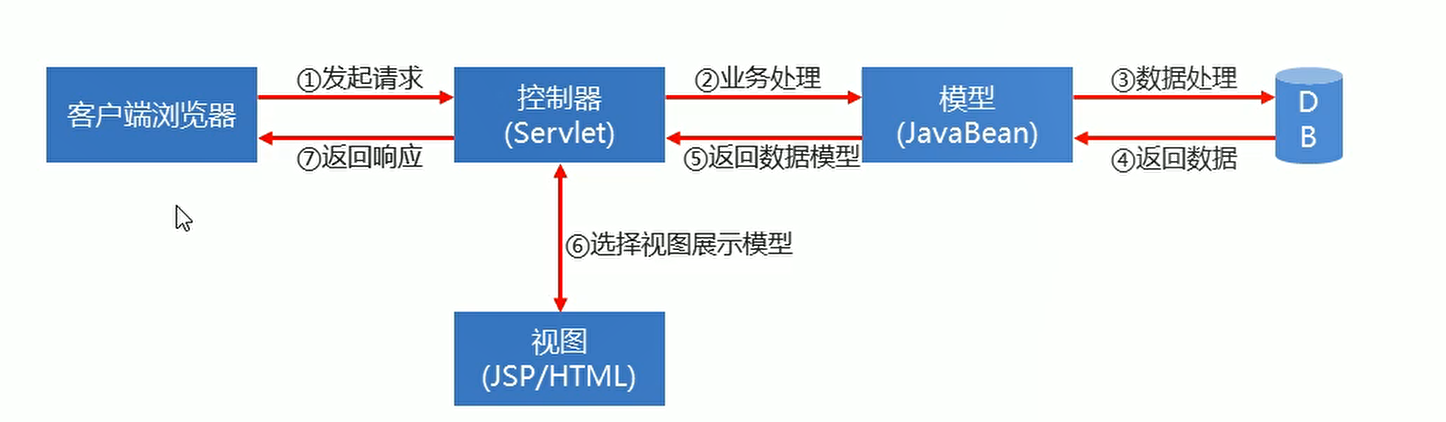 ①发起请求
②业务处理
③数据处理
客户端浏览器
控制器
(Servlet)
模型
(JavaBean)
D
B
⑦返回响应
⑤返回数据模型
④返回数据
⑥选择视图展示模型
视图
(JSP/HTML)